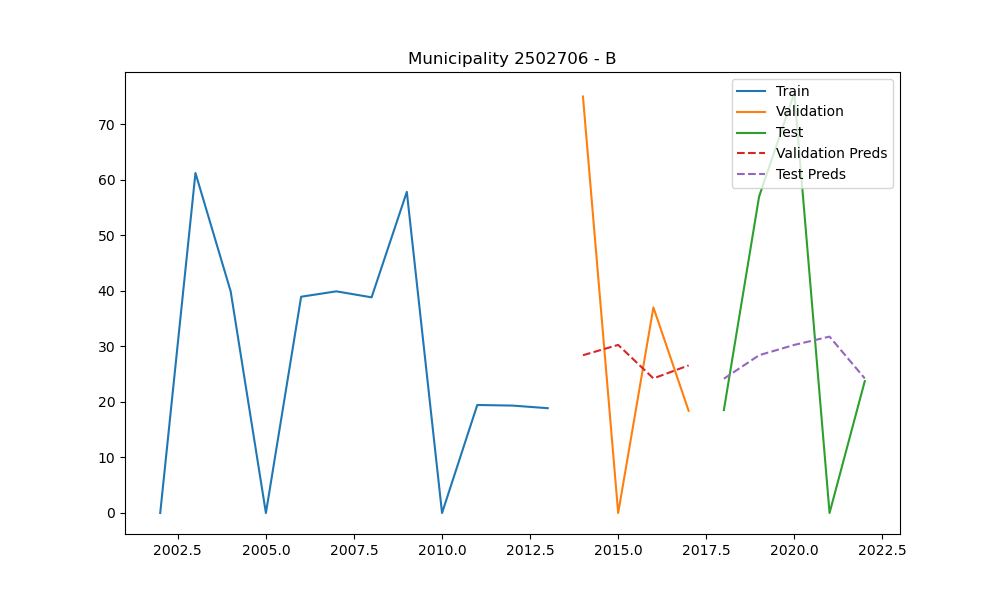 Municipality 2502706 - B
Train
Validation
Test
Validation Preds
Test Preds
70
60
50
40
30
20
10
0
2002.5 2005.0 2007.5 2010.0 2012.5 2015.0 2017.5 2020.0 2022.5